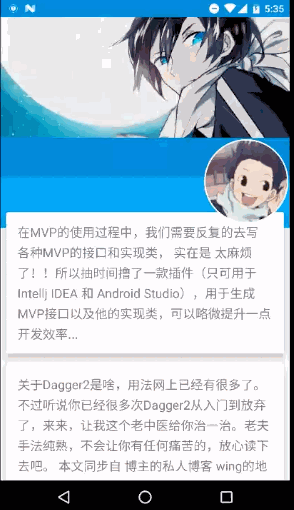 5:35
在MVP的使用过程中，我们需要反复的去写
各种MVP的接口和实现类， 实在是 太麻烦
了！！所以抽时间撸了一款插件（只可用于
Intellj IDEA 和 Android Studio），用于生成
MVP接口以及他的实现类，可以略微提升一点
开发效率...
关于Dagger2是啥，用法网上已经有很多了。
不过听说你已经很多次Dagger2从入门到放弃
了，来来，让我这个老中医给你治一治。老夫
手法纯熟，不会让你有任何痛苦的，放心读下
去吧。 本文同步自 博主的私人博客 wing的地